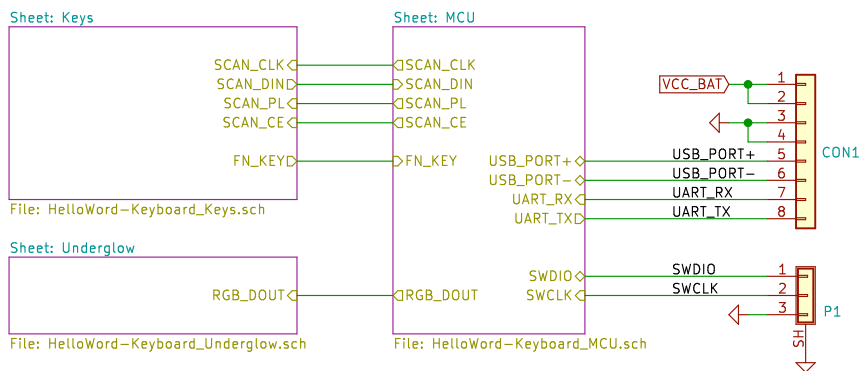 Sheet: Keys
SCAN_CLK
SCAN_DIN
SCAN_PL
SCAN_CE
FN_KEY
File: HelloWord-Keyboard_Keys.sch
Sheet: Underglow
RGB_DOUT
File: HelloWord-Keyboard_Underglow.sch
Sheet: MCU
SCAN_CLK
SCAN_DIN
SCAN_PL
SCAN_CE
FN_KEY
USB_PORT+
USB_PORT-
UART_RX
UART_TX
SWDIO
RGB_DOUT SWCLK
File: HelloWord-Keyboard_MCU.sch
VCC_BAT 1
2
3
4
USB_PORT+ 5
USB_PORT- 6
UART_RX 7
UART_TX 8
CON1
SWDIO 1
SWCLK 2
3
P1
SH